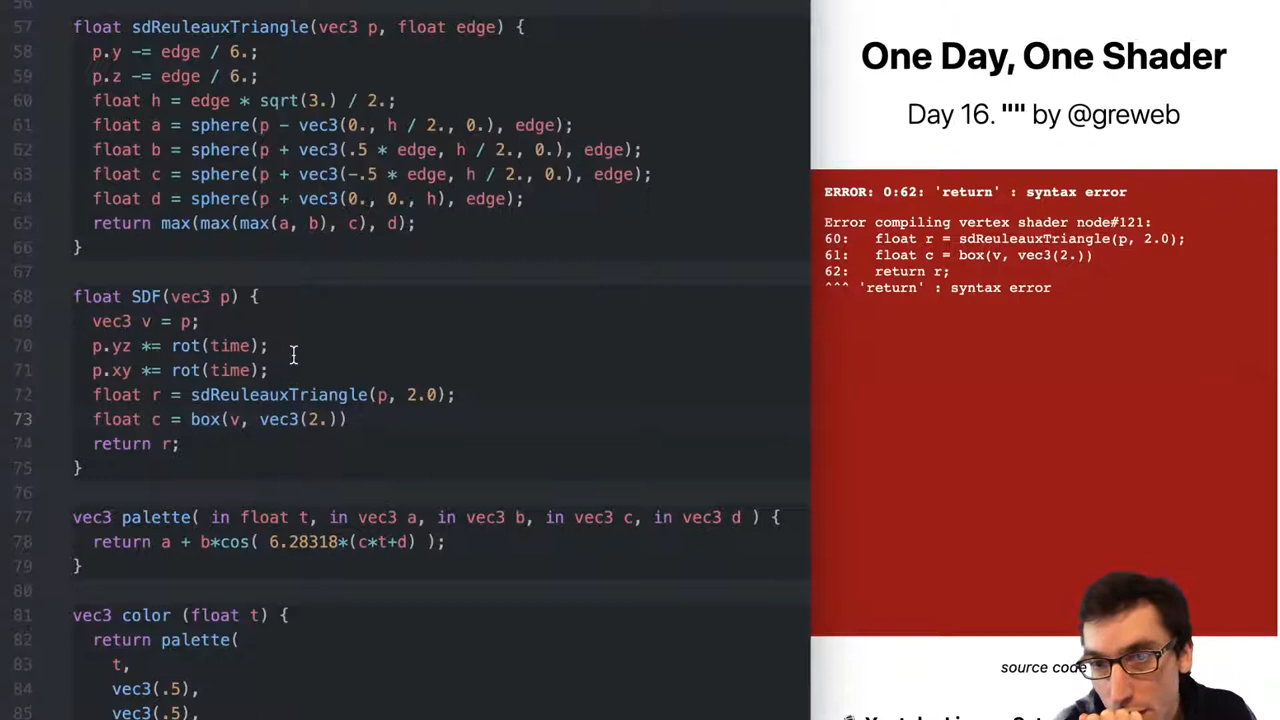 56
57 float sdReuleauxTriangle(vec3 p, float edge) {
58 p.y -= edge / 6.;
59 p.z -= edge / 6.;
60 float h = edge * sqrt(3.) / 2.;
61 float a = sphere(p - vec3(0., h / 2., 0.), edge);
62 float b = sphere(p + vec3(.5 * edge, h / 2., 0.), edge);
63 float c = sphere(p + vec3(-.5 * edge, h / 2., 0.), edge);
64 float d = sphere(p + vec3(0., 0., h), edge);
65 return max(max(max(a, b), c), d);
66 }
67
68 float SDF(vec3 p) {
69 vec3 v = p;
70 p.yz *= rot(time);
71 p.xy *= rot(time);
72 float r = sdReuleauxTriangle(p, 2.0);
73 float c = box(v, vec3(2.))
74 return r;
75 }
76
77 vec3 palette( in float t, in vec3 a, in vec3 b, in vec3 c, in vec3 d ) {
78 return a + b*cos( 6.28318*(c*t+d) );
79 }
80
81 vec3 color (float t) {
82 return palette(
83 t,
84 vec3(.5),
85 vec3(.5),
One Day, One Shader
Day 16. "" by @greweb
ERROR: 0:62: 'return' : syntax error
Error compiling vertex shader node#121:
60: float r = sdReuleauxTriangle(p, 2.0);
61: float c = box(v, vec3(2.))
62: return r;
^^^ 'return' : syntax error
source code